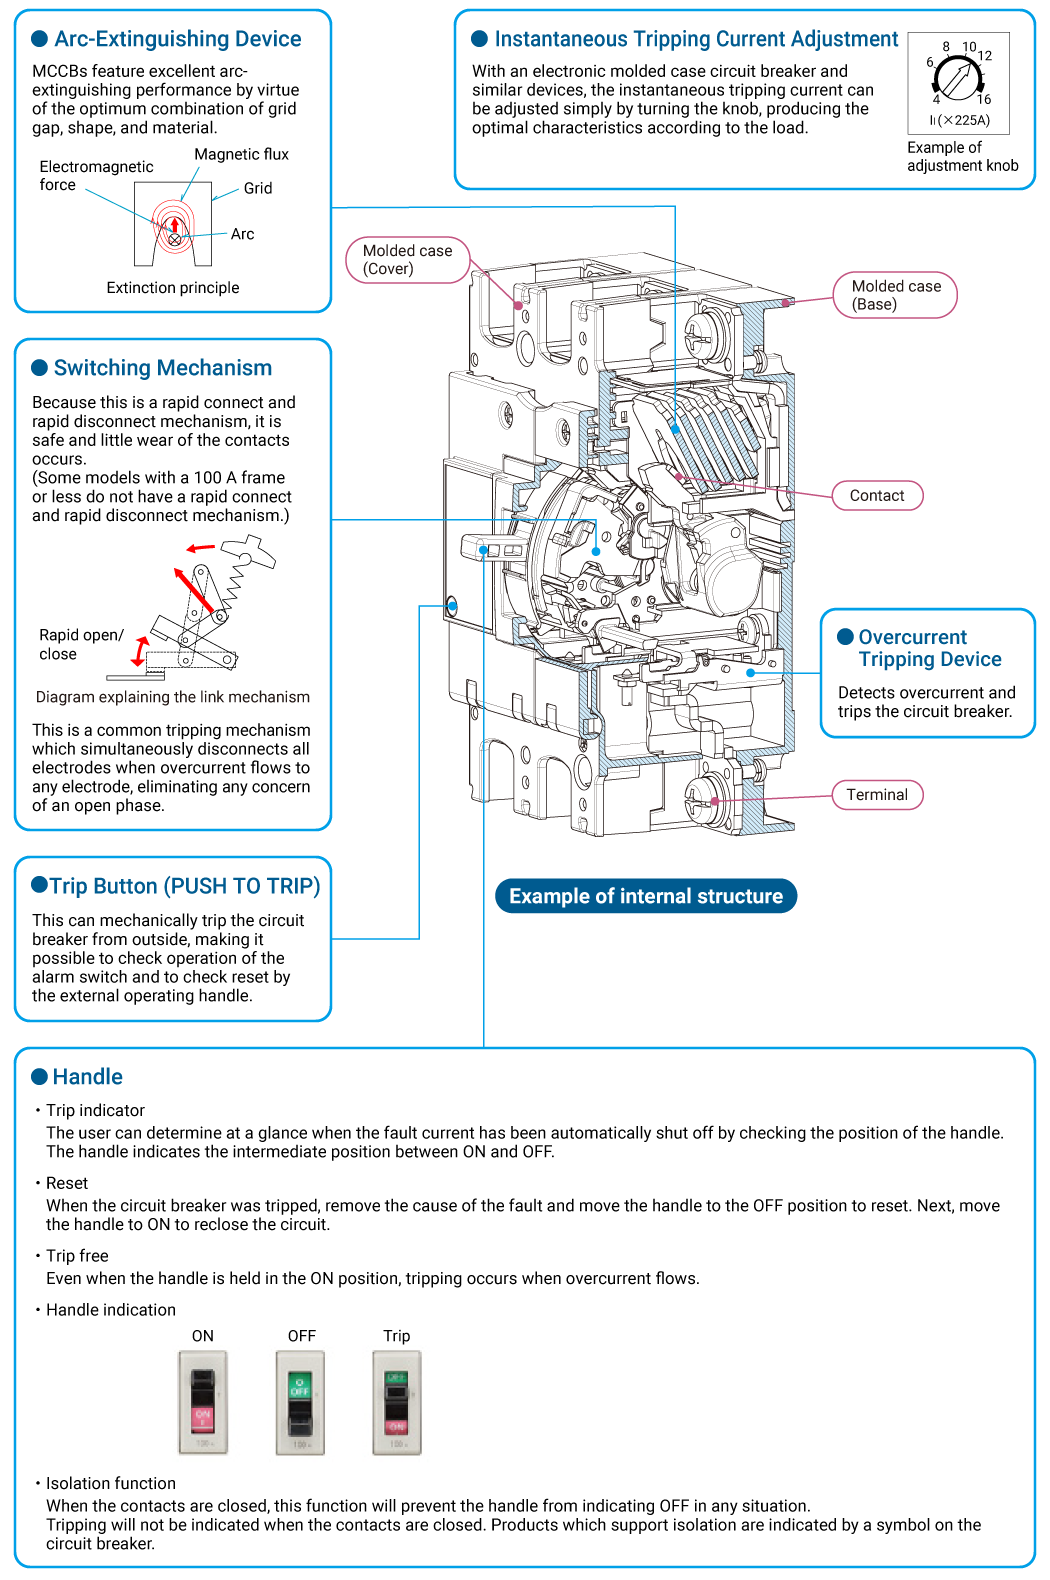 ● Arc-Extinguishing Device
MCCBs feature excellent arc-
extinguishing performance by virtue
of the optimum combination of grid
gap, shape, and material.
Magnetic flux
Electromagnetic
force
Grid
Arc
Extinction principle
● Instantaneous Tripping Current Adjustment
With an electronic molded case circuit breaker and
similar devices, the instantaneous tripping current can
be adjusted simply by turning the knob, producing the
optimal characteristics according to the load.
4 6 8 10 12 16
Iı (×225A)
Example of
adjustment knob
Molded case
(Cover)
Molded case
(Base)
Contact
Terminal
● Switching Mechanism
Because this is a rapid connect and
rapid disconnect mechanism, it is
safe and little wear of the contacts
occurs.
(Some models with a 100 A frame
or less do not have a rapid connect
and rapid disconnect mechanism.)
Rapid open/
close
Diagram explaining the link mechanism
This is a common tripping mechanism
which simultaneously disconnects all
electrodes when overcurrent flows to
any electrode, eliminating any concern
of an open phase.
● Overcurrent
Tripping Device
Detects overcurrent and
trips the circuit breaker.
●Trip Button (PUSH TO TRIP)
This can mechanically trip the circuit
breaker from outside, making it
possible to check operation of the
alarm switch and to check reset by
the external operating handle.
Example of internal structure
● Handle
・Trip indicator
The user can determine at a glance when the fault current has been automatically shut off by checking the position of the handle.
The handle indicates the intermediate position between ON and OFF.
・Reset
When the circuit breaker was tripped, remove the cause of the fault and move the handle to the OFF position to reset. Next, move
the handle to ON to reclose the circuit.
・Trip free
Even when the handle is held in the ON position, tripping occurs when overcurrent flows.
・Handle indication
ON
OFF
Trip
ON
I
100 A
O
OFF
100 A
OFF
ON
100 A
・Isolation function
When the contacts are closed, this function will prevent the handle from indicating OFF in any situation.
Tripping will not be indicated when the contacts are closed. Products which support isolation are indicated by a symbol on the
circuit breaker.